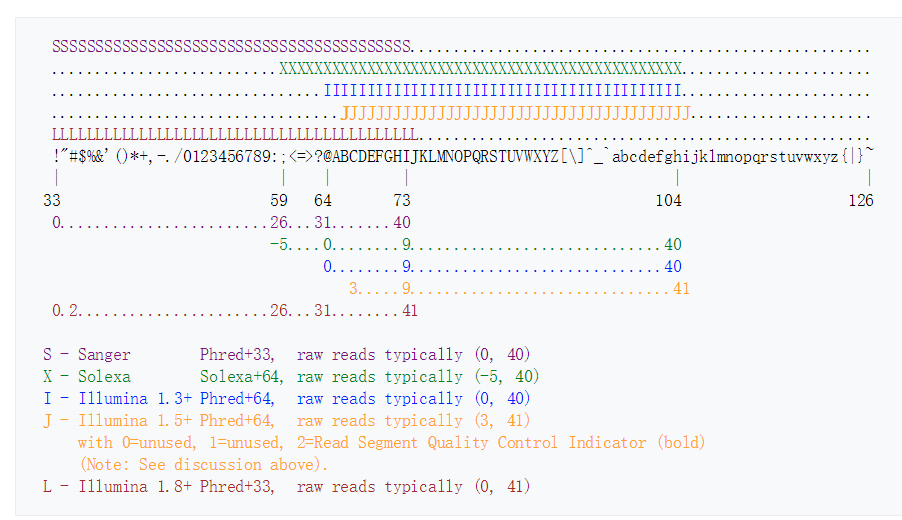 SSSSSSSSSSSSSSSSSSSSSSSSSSSSSSSSSSSSSSSSS.....................................................
..........................XXXXXXXXXXXXXXXXXXXXXXXXXXXXXXXXXXXXXXXXXXXXXX......................
...............................IIIIIIIIIIIIIIIIIIIIIIIIIIIIIIIIIIIIIIIII......................
.................................JJJJJJJJJJJJJJJJJJJJJJJJJJJJJJJJJJJJJJJJ.....................
LLLLLLLLLLLLLLLLLLLLLLLLLLLLLLLLLLLLLLLLLL....................................................
!"#$%&'()*+,-./0123456789:;<=>?@ABCDEFGHIJKLMNOPQRSTUVWXYZ[\]^_`abcdefghijklmnopqrstuvwxyz{|}~
|                         |    |        |                              |                     |
33                        59   64       73                            104                   126
0........................26...31.......40
-5....0........9.............................40
0........9.............................40
3.....9..............................41
0.2......................26...31........41
S - Sanger        Phred+33,  raw reads typically (0, 40)
X - Solexa        Solexa+64, raw reads typically (-5, 40)
I - Illumina 1.3+ Phred+64,  raw reads typically (0, 40)
J - Illumina 1.5+ Phred+64,  raw reads typically (3, 41)
with 0=unused, 1=unused, 2=Read Segment Quality Control Indicator (bold)
(Note: See discussion above).
L - Illumina 1.8+ Phred+33,  raw reads typically (0, 41)